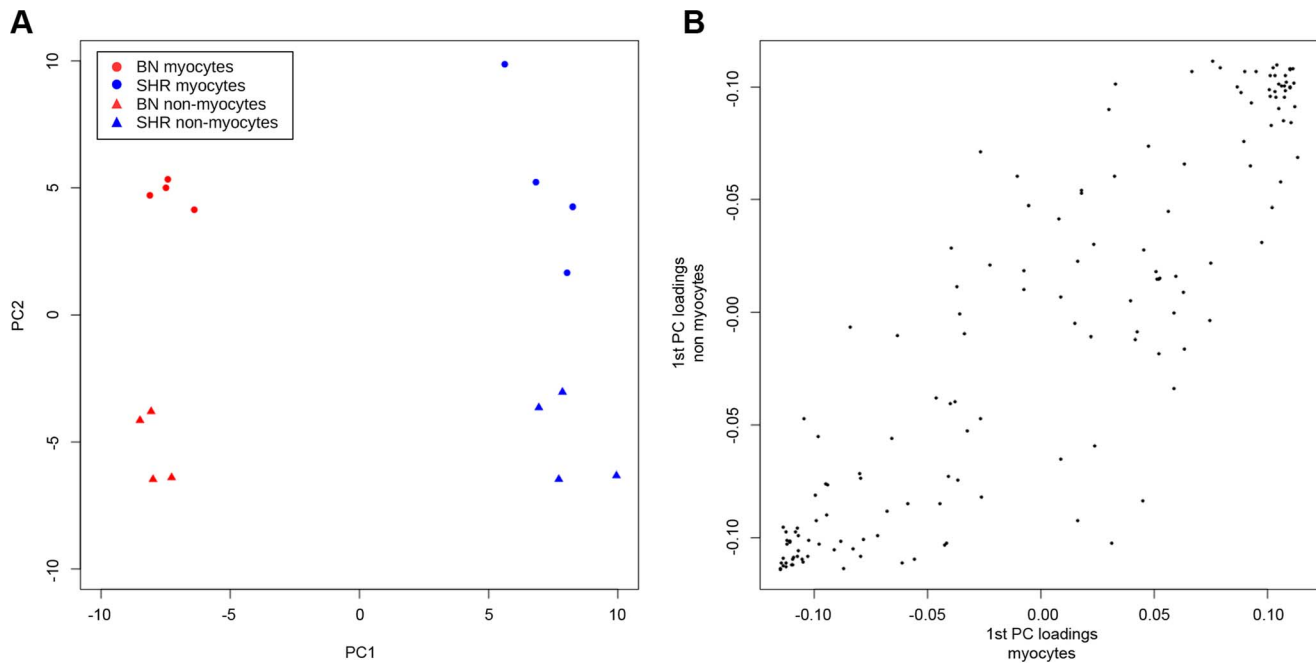 A
BN myocytes
SHR myocytes
BN non-myocytes
SHR non-myocytes
10
5
0
-5
-10
PC2
-10
-5
0
5
10
PC1
B
-0.10
-0.05
-0.00
-0.05
-0.10
1st PC loadings
non myocytes
-0.10
-0.05
0.00
0.05
0.10
1st PC loadings
myocytes